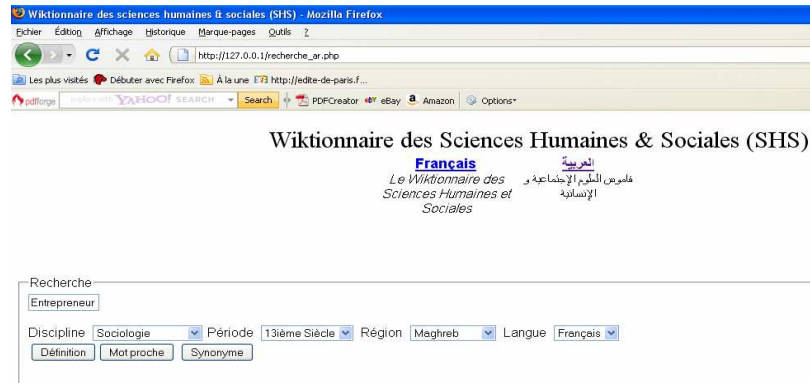 Wiktionnaire des sciences humaines & sociales (SHS) - Mozilla Firefox
Fichier Édition Affichage Historique Marque-pages Outils ?
http://127.0.0.1/recherche_ar.php
Les plus visités Débuter avec Firefox À la une http://edite-de-paris.f...
pdfforge YAHOO! SEARCH Search PDFCreator eBay Amazon Options
Wiktionnaire des Sciences Humaines & Sociales (SHS)
Français العربية
Le Wiktionnaire des قاموس العلوم الإجتماعية و
Sciences Humaines et الإنسانية
Sociales
Recherche
Entrepreneur
Discipline Sociologie Période 13ième Siècle Région Maghreb Langue Français
Définition Mot proche Synonyme